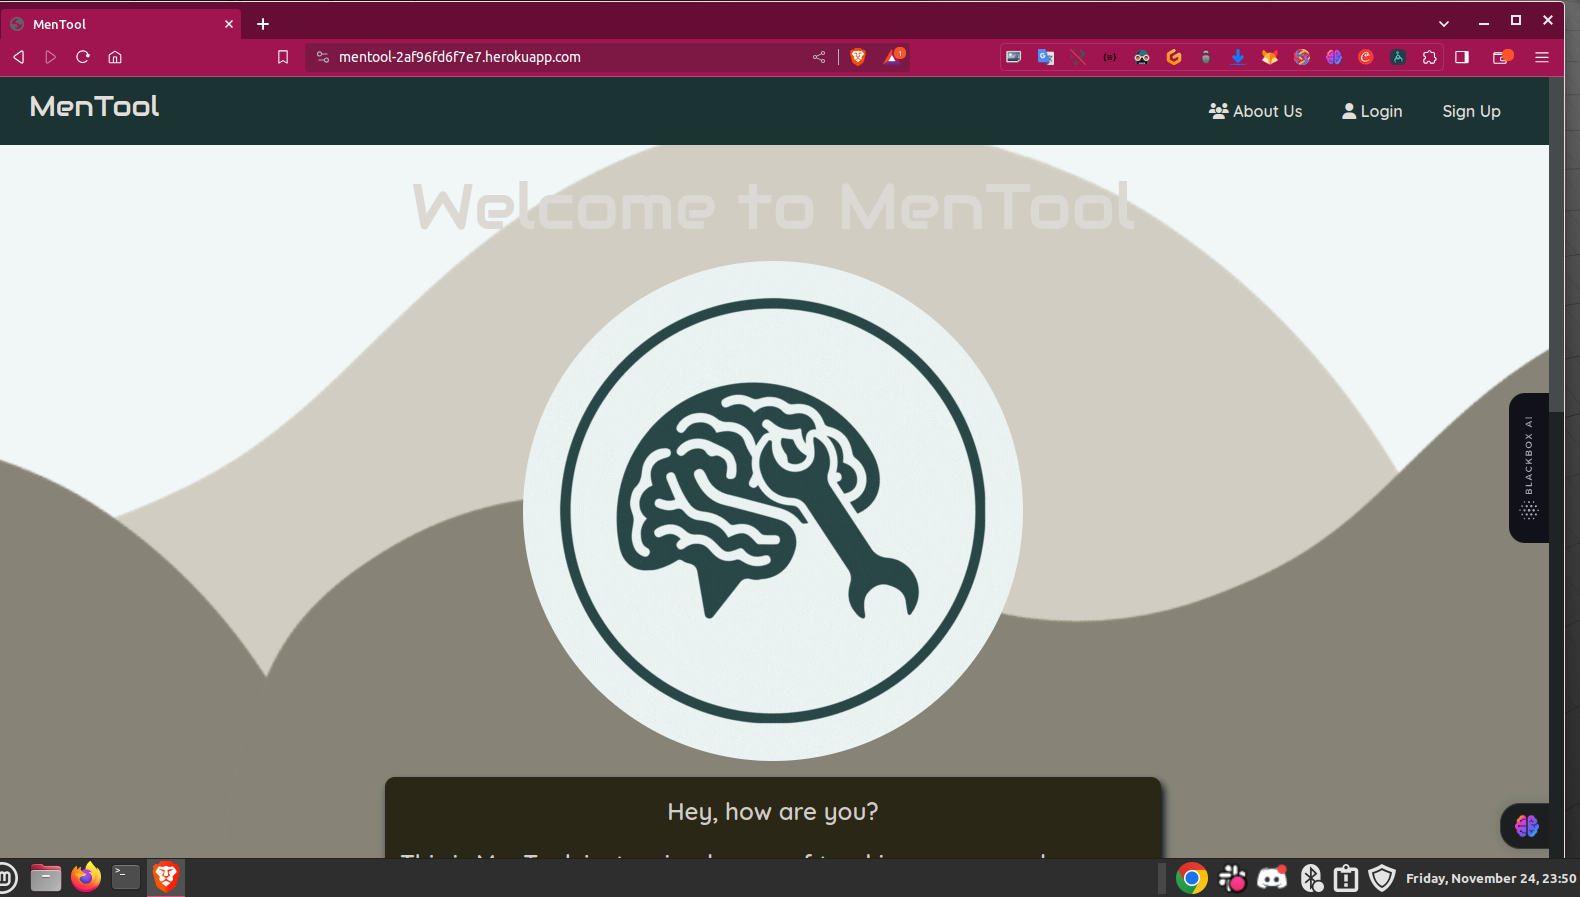 MenTool
mentool-2af96fd6f7e7.herokuapp.com
1
MenTool
About Us
Login
Sign Up
Welcome to MenTool
BLACKBOX AI
Hey, how are you?
Friday, November 24, 23:50